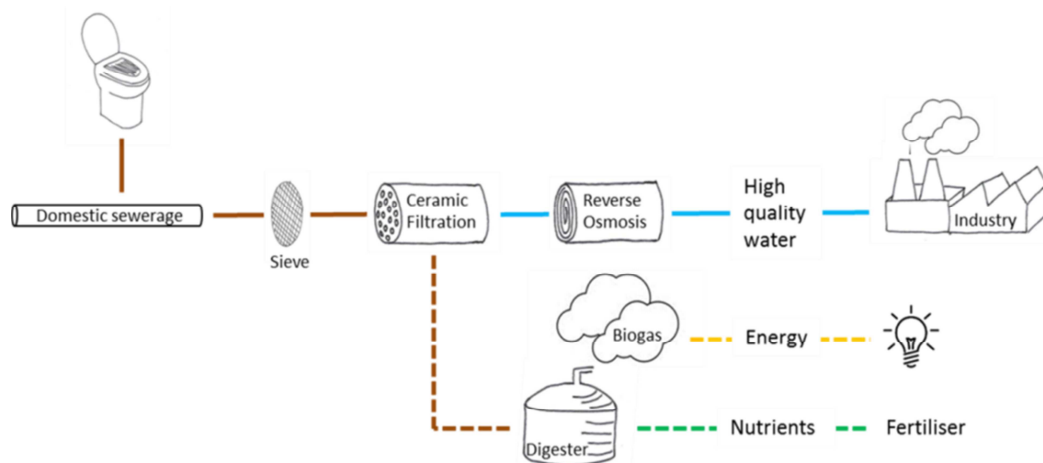 Domestic sewerage
Sieve
Ceramic
Filtration
Reverse
Osmosis
High
quality
water
Industry
Biogas
Energy
Digester
Nutrients
Fertiliser